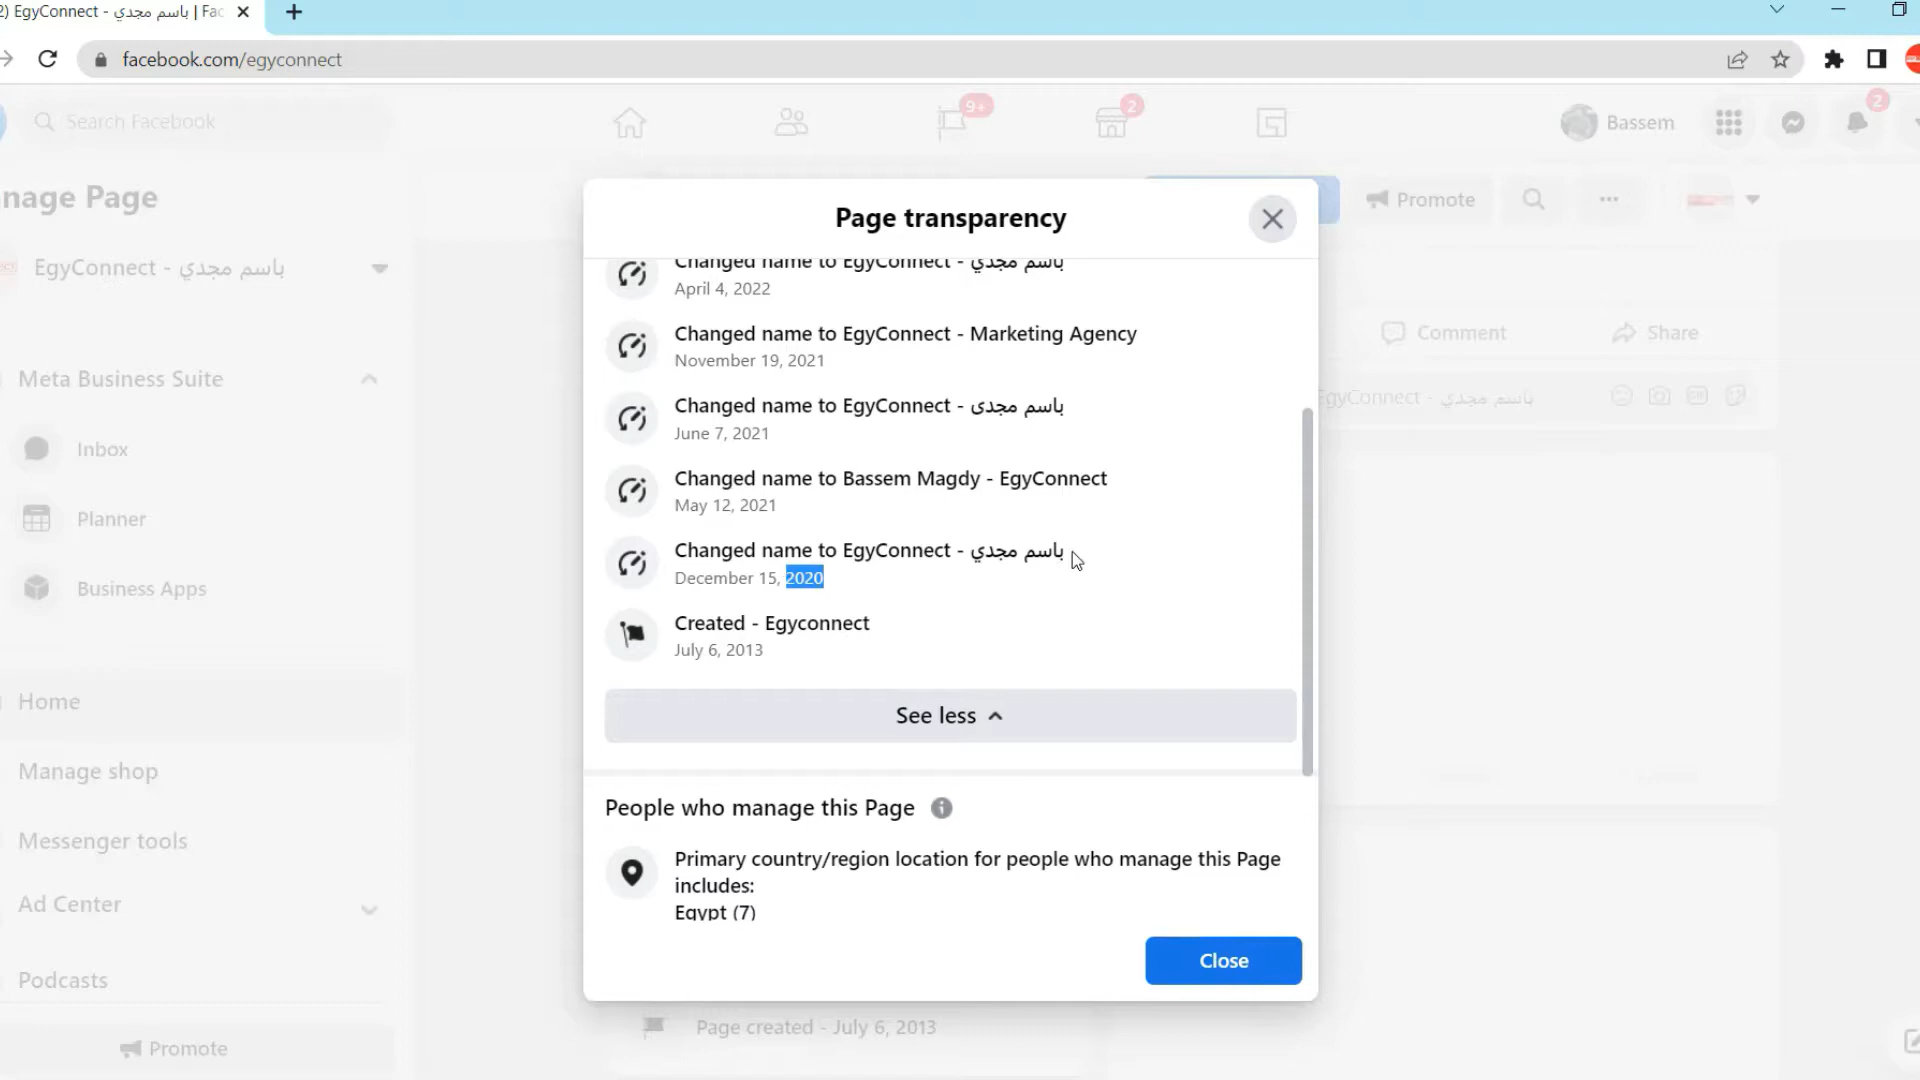 2) EgyConnect - باسم مجدي | Fac
facebook.com/egyconnect
Search Facebook
9+
2
Bassem
2
nage Page
EgyConnect - باسم مجدي
Meta Business Suite
Inbox
Planner
Business Apps
Home
Manage shop
Messenger tools
Ad Center
Podcasts
Promote
Promote
Comment
Share
EgyConnect - باسم مجدي
Page transparency
Changed name to EgyConnect - باسم مجدي
April 4, 2022
Changed name to EgyConnect - Marketing Agency
November 19, 2021
Changed name to EgyConnect - باسم مجدى
June 7, 2021
Changed name to Bassem Magdy - EgyConnect
May 12, 2021
Changed name to EgyConnect - باسم مجدي
December 15, 2020
Created - Egyconnect
July 6, 2013
See less
People who manage this Page
Primary country/region location for people who manage this Page
includes:
Egypt (7)
Close
Page created - July 6, 2013